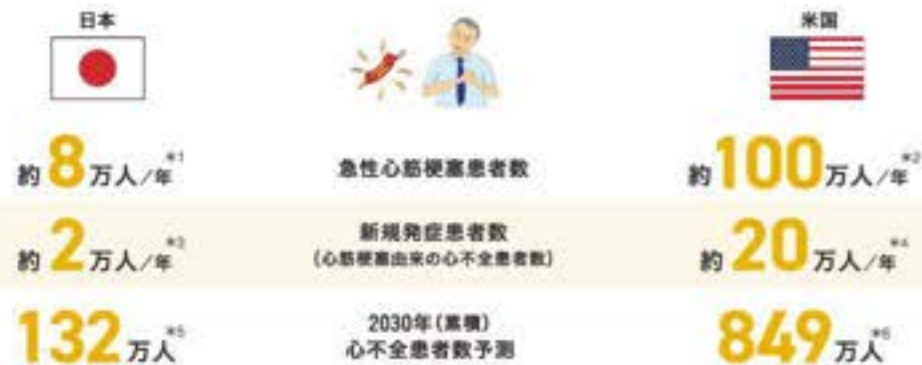 日本
米国
約8万人/年*1
急性心筋梗塞患者数
約100万人/年*2
約2万人/年*3
新規発症患者数
(心筋梗塞由来の心不全患者数)
約20万人/年*4
132万人*5
2030年(累積)
心不全患者数予測
849万人*6